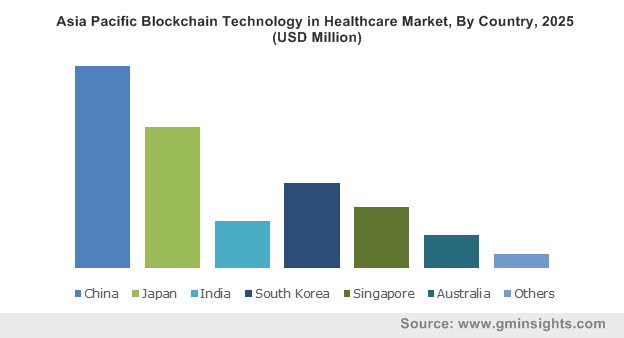 Asia Pacific Blockchain Technology in Healthcare Market, By Country, 2025
(USD Million)
China Japan India South Korea Singapore Australia Others
Source: www.gminsights.com